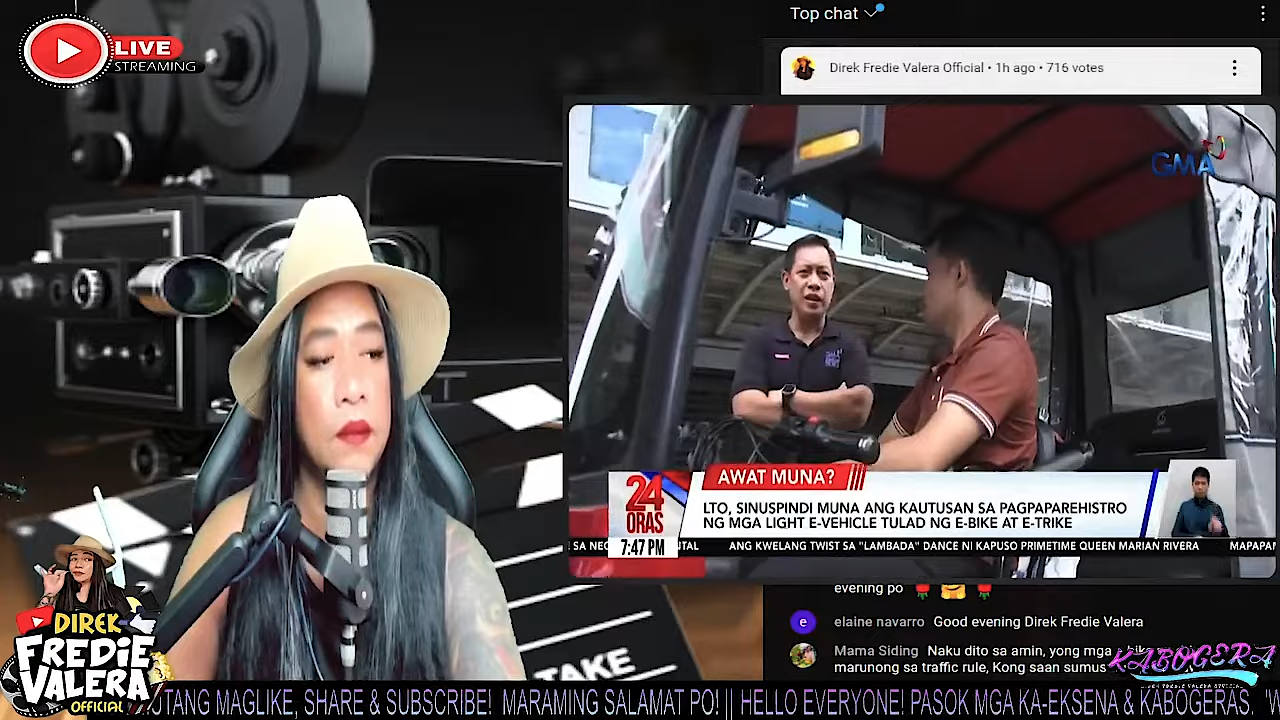 LIVE
STREAMING
Top chat
Direk Fredie Valera Official • 1h ago • 716 votes
GMA
AWAT MUNA?
24
ORAS
7:47 PM
LTO, SINUSPINDI MUNA ANG KAUTUSAN SA PAGPAPAREHISTRO
NG MGA LIGHT E-VEHICLE TULAD NG E-BIKE AT E-TRIKE
ANG KWELANG TWIST SA "LAMBADA" DANCE NI KAPUSO PRIMETIME QUEEN MARIAN RIVERA
evening po
e
elaine navarro Good evening Direk Fredie Valera
Mama Siding Naku dito sa amin, yong mga
marunong sa traffic rule, Kong saan
KABOGERA
TAKE
DIREK
FREDIE
VALERA
OFFICIAL
MAGLIKE, SHARE & SUBSCRIBE! MARAMING SALAMAT PO! || HELLO EVERYONE! PASOK MGA KA-EKSENA & KABOGERAS.